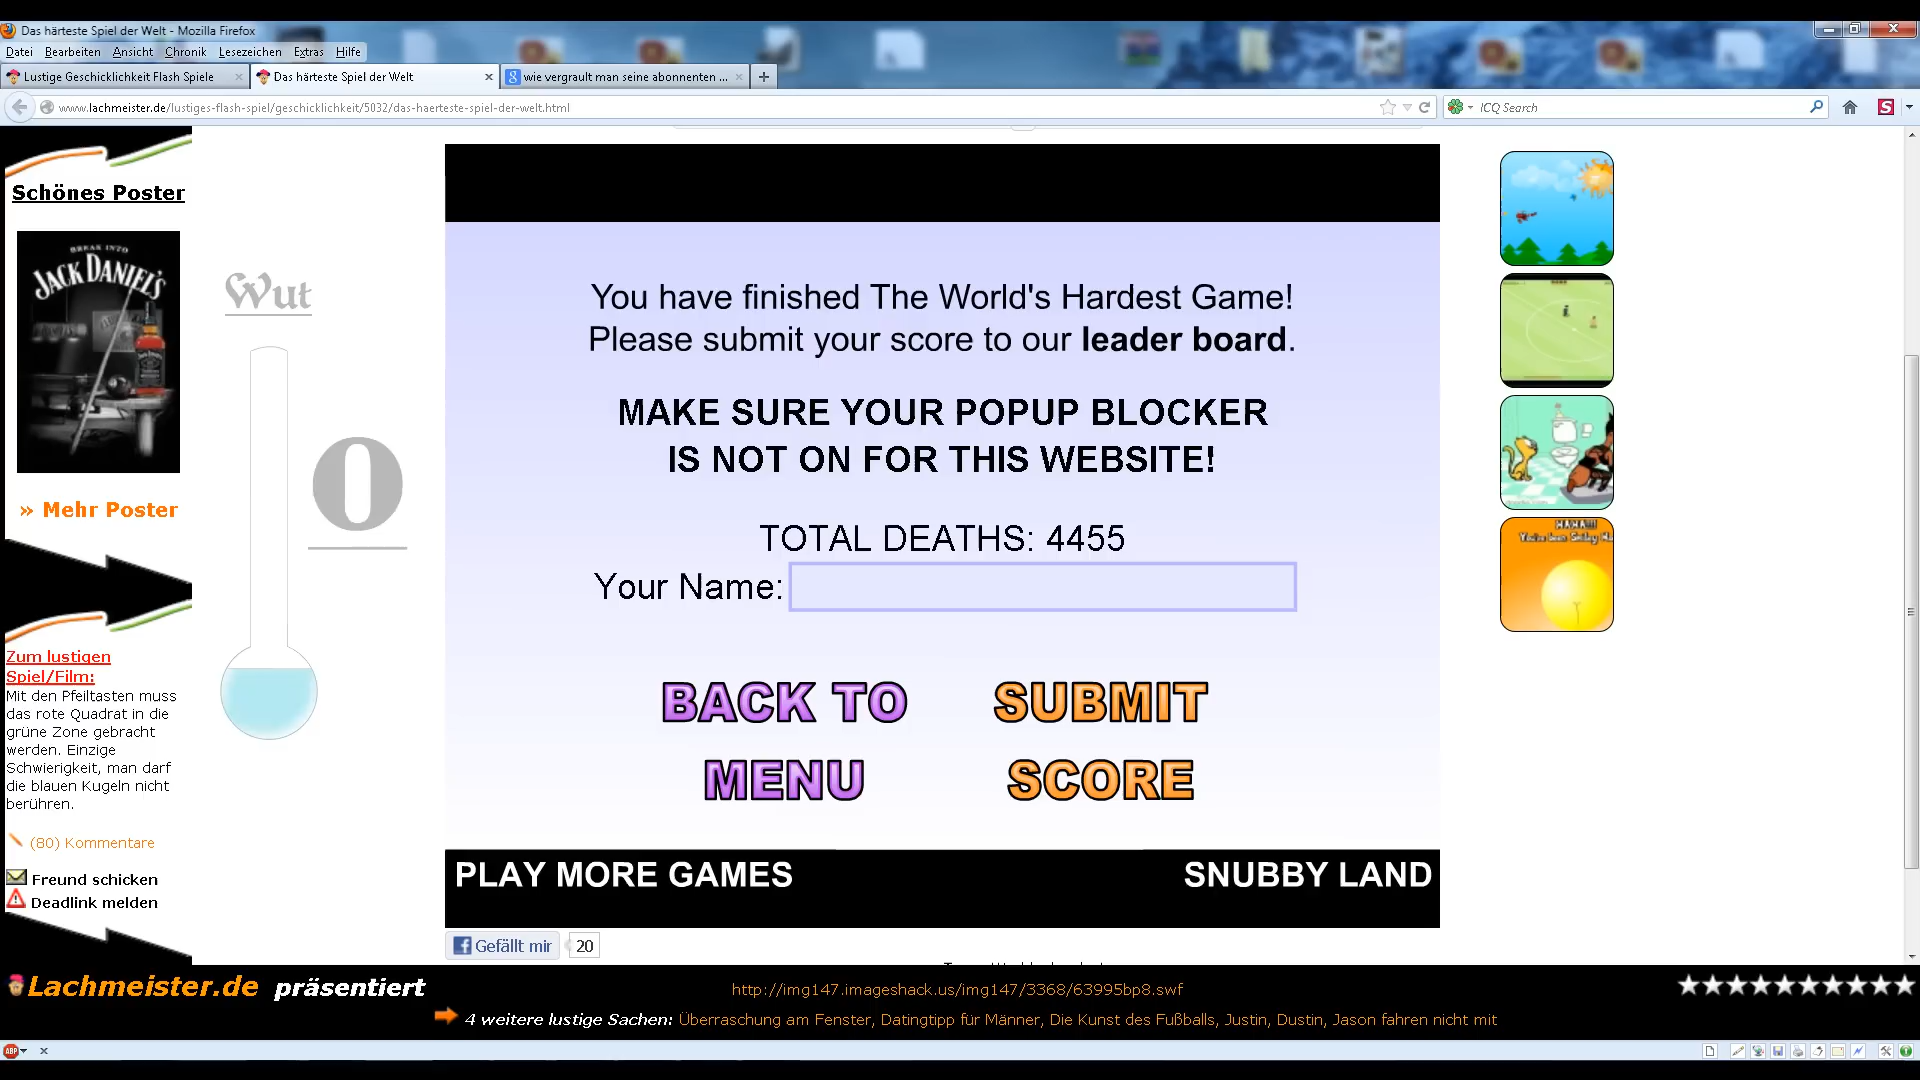 Das härteste Spiel der Welt - Mozilla Firefox
Datei Bearbeiten Ansicht Chronik Lesezeichen Extras Hilfe
Lustige Geschicklichkeit Flash Spiele
Das härteste Spiel der Welt
wie vergrault man seine abonnenten ...
www.lachmeister.de/lustiges-flash-spiel/geschicklichkeit/5032/das-haerteste-spiel-der-welt.html
ICQ Search
Schönes Poster
BREAK INTO
JACK DANIEL'S
» Mehr Poster
Zum lustigen
Spiel/Film:
Mit den Pfeiltasten muss
das rote Quadrat in die
grüne Zone gebracht
werden. Einzige
Schwierigkeit, man darf
die blauen Kugeln nicht
berühren.
(80) Kommentare
Freund schicken
Deadlink melden
Wut
0
You have finished The World's Hardest Game!
Please submit your score to our leader board.
MAKE SURE YOUR POPUP BLOCKER
IS NOT ON FOR THIS WEBSITE!
TOTAL DEATHS: 4455
Your Name:
BACK TO
MENU
SUBMIT
SCORE
PLAY MORE GAMES
SNUBBY LAND
Gefällt mir
20
Lachmeister.de präsentiert
http://img147.imageshack.us/img147/3368/63995bp8.swf
4 weitere lustige Sachen: Überraschung am Fenster, Datingtipp für Männer, Die Kunst des Fußballs, Justin, Dustin, Jason fahren nicht mit
ABP